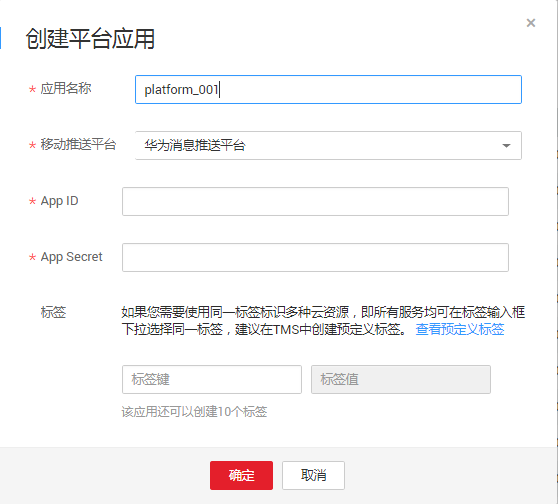 创建平台应用
×
* 应用名称 platform_001
* 移动推送平台 华为消息推送平台
* App ID
* App Secret
标签 如果您需要使用同一标签标识多种云资源，即所有服务均可在标签输入框
下拉选择同一标签，建议在TMS中创建预定义标签。 查看预定义标签
标签键 标签值
该应用还可以创建10个标签
确定 取消